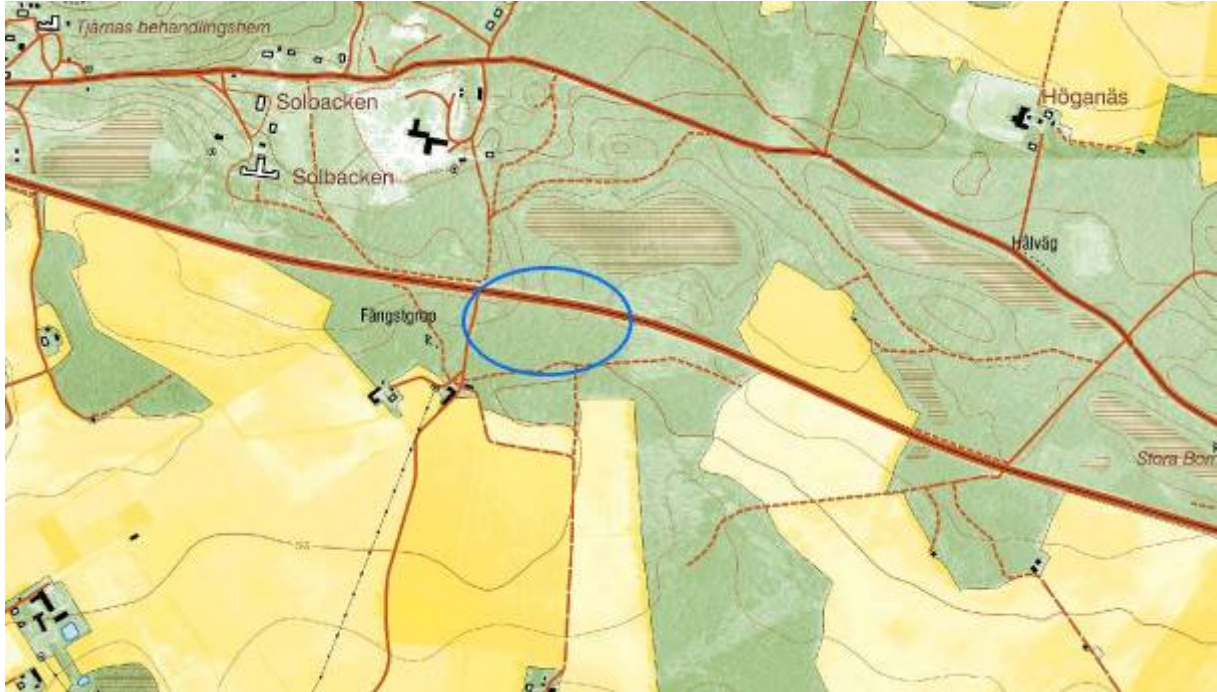 Tjärnas behandlingshem
Solbacken
Höganäs
Solbacken
Hålväg
Fångstgrop
R
Stora Bom